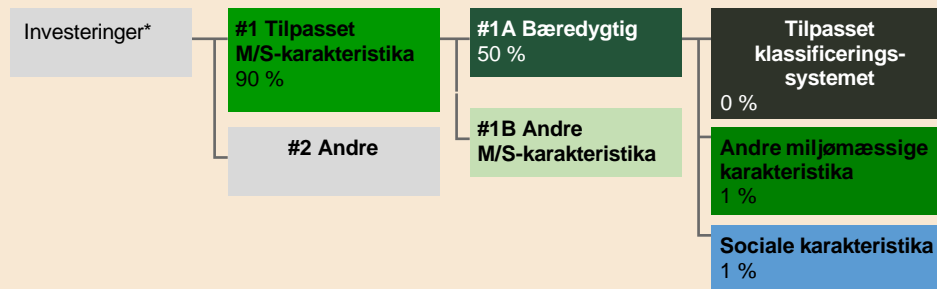 Investeringer*
#1 Tilpasset
M/S-karakteristika
90 %
#2 Andre
#1A Bæredygtig
50 %
#1B Andre
M/S-karakteristika
Tilpasset
klassificerings-
systemet
0 %
Andre miljømæssige
karakteristika
1 %
Sociale karakteristika
1 %